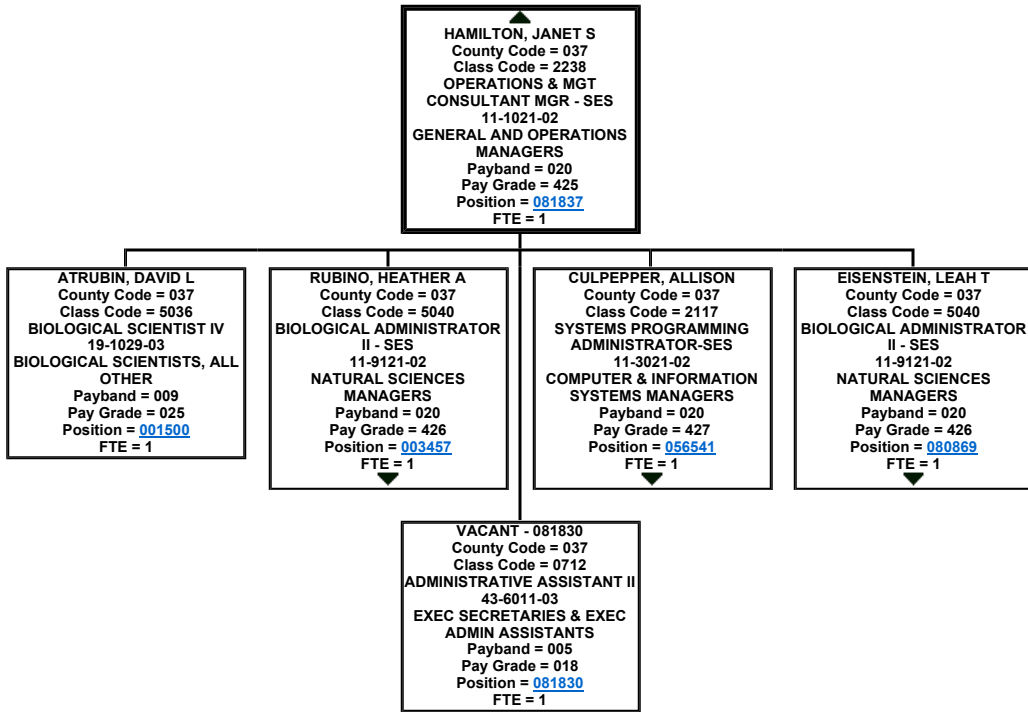 HAMILTON, JANET S
County Code = 037
Class Code = 2238
OPERATIONS & MGT
CONSULTANT MGR - SES
11-1021-02
GENERAL AND OPERATIONS
MANAGERS
Payband = 020
Pay Grade = 425
Position = 081837
FTE = 1
ATRUBIN, DAVID L
County Code = 037
Class Code = 5036
BIOLOGICAL SCIENTIST IV
19-1029-03
BIOLOGICAL SCIENTISTS, ALL
OTHER
Payband = 009
Pay Grade = 025
Position = 001500
FTE = 1
RUBINO, HEATHER A
County Code = 037
Class Code = 5040
BIOLOGICAL ADMINISTRATOR
II - SES
11-9121-02
NATURAL SCIENCES
MANAGERS
Payband = 020
Pay Grade = 426
Position = 003457
FTE = 1
CULPEPPER, ALLISON
County Code = 037
Class Code = 2117
SYSTEMS PROGRAMMING
ADMINISTRATOR-SES
11-3021-02
COMPUTER & INFORMATION
SYSTEMS MANAGERS
Payband = 020
Pay Grade = 427
Position = 056541
FTE = 1
EISENSTEIN, LEAH T
County Code = 037
Class Code = 5040
BIOLOGICAL ADMINISTRATOR
II - SES
11-9121-02
NATURAL SCIENCES
MANAGERS
Payband = 020
Pay Grade = 426
Position = 080869
FTE = 1
VACANT - 081830
County Code = 037
Class Code = 0712
ADMINISTRATIVE ASSISTANT II
43-6011-03
EXEC SECRETARIES & EXEC
ADMIN ASSISTANTS
Payband = 005
Pay Grade = 018
Position = 081830
FTE = 1